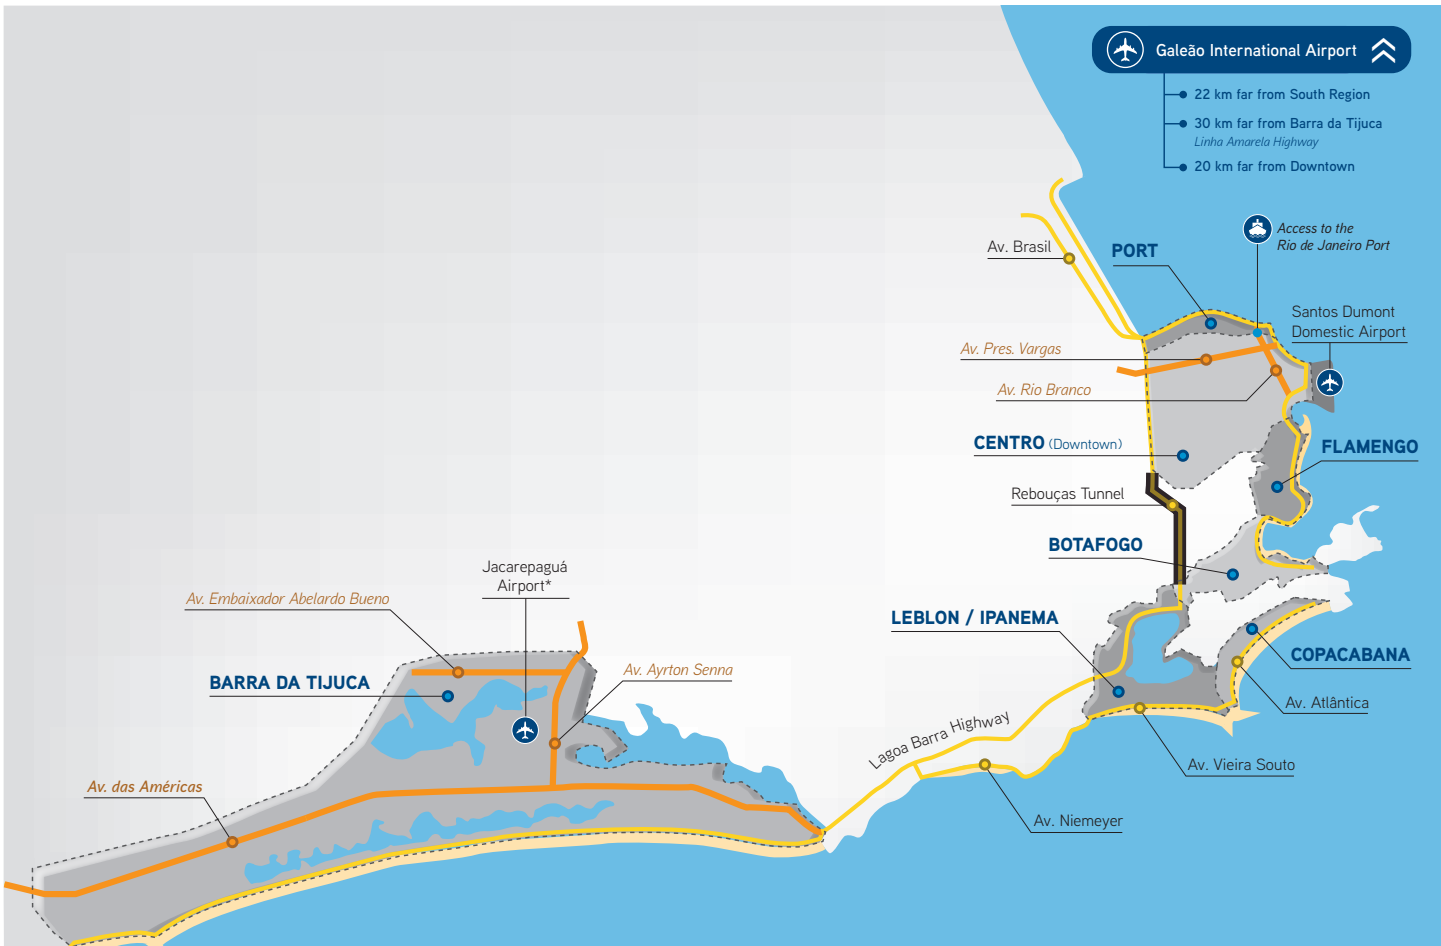 Galeão International Airport
22 km far from South Region
30 km far from Barra da Tijuca
Linha Amarela Highway
20 km far from Downtown
Access to the
Rio de Janeiro Port
Av. Brasil
PORT
Santos Dumont
Domestic Airport
Av. Pres. Vargas
Av. Rio Branco
CENTRO (Downtown)
FLAMENGO
Rebouças Tunnel
BOTAFOGO
Jacarepaguá
Airport*
Av. Embaixador Abelardo Bueno
LEBLON / IPANEMA
COPACABANA
Av. Ayrton Senna
BARRA DA TIJUCA
Av. Atlântica
Lagoa Barra Highway
Av. Vieira Souto
Av. das Américas
Av. Niemeyer